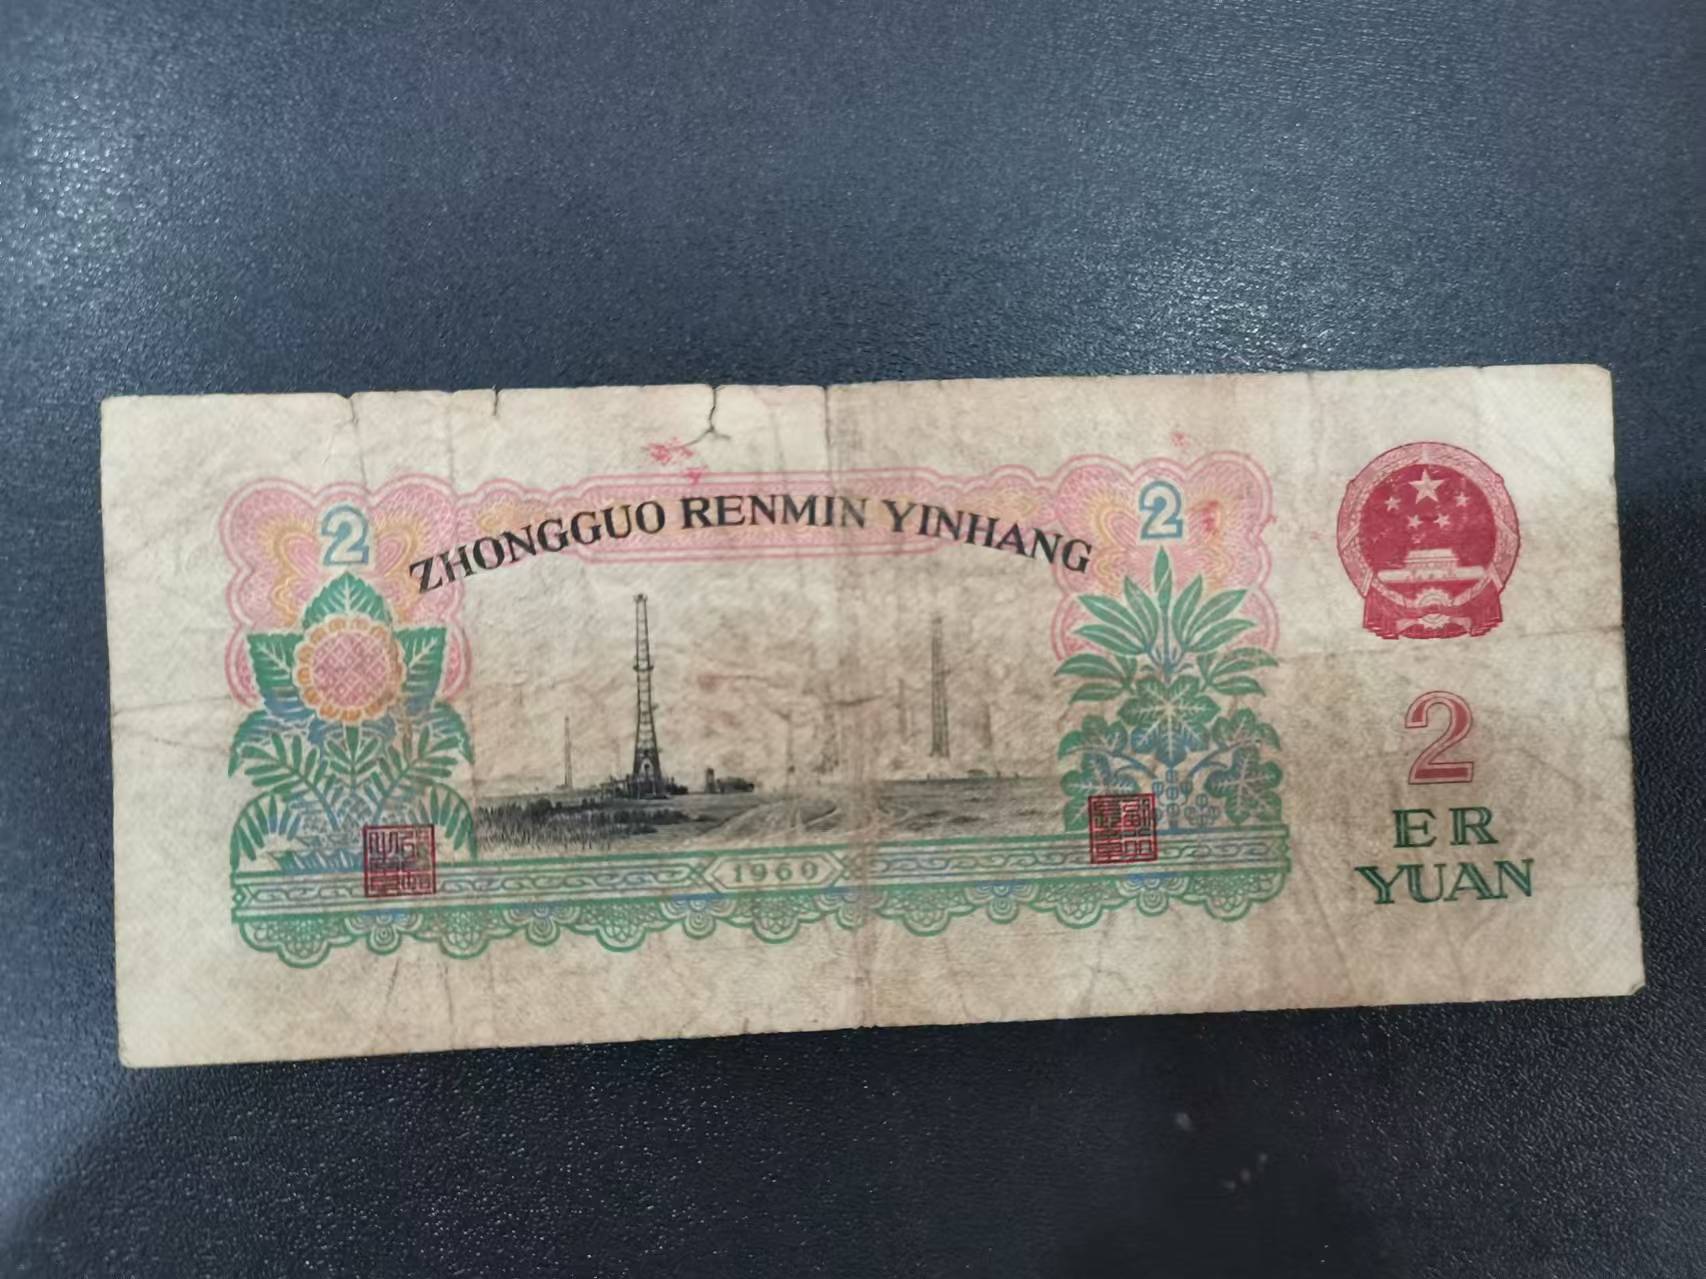 2
2
ZHONGGUO RENMIN YINHANG
2
ER
YUAN
1960